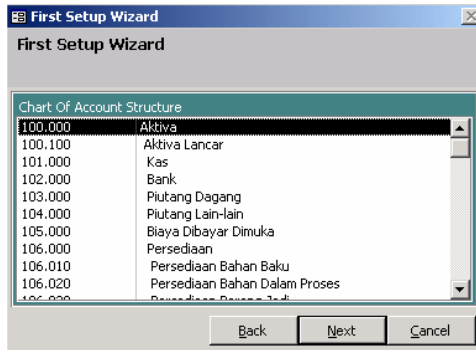 First Setup Wizard
First Setup Wizard
Chart Of Account Structure
100.000 Aktiva
100.100 Aktiva Lancar
101.000 Kas
102.000 Bank
103.000 Piutang Dagang
104.000 Piutang Lain-lain
105.000 Biaya Dibayar Dimuka
106.000 Persediaan
106.010 Persediaan Bahan Baku
106.020 Persediaan Bahan Dalam Proses
Back Next Cancel